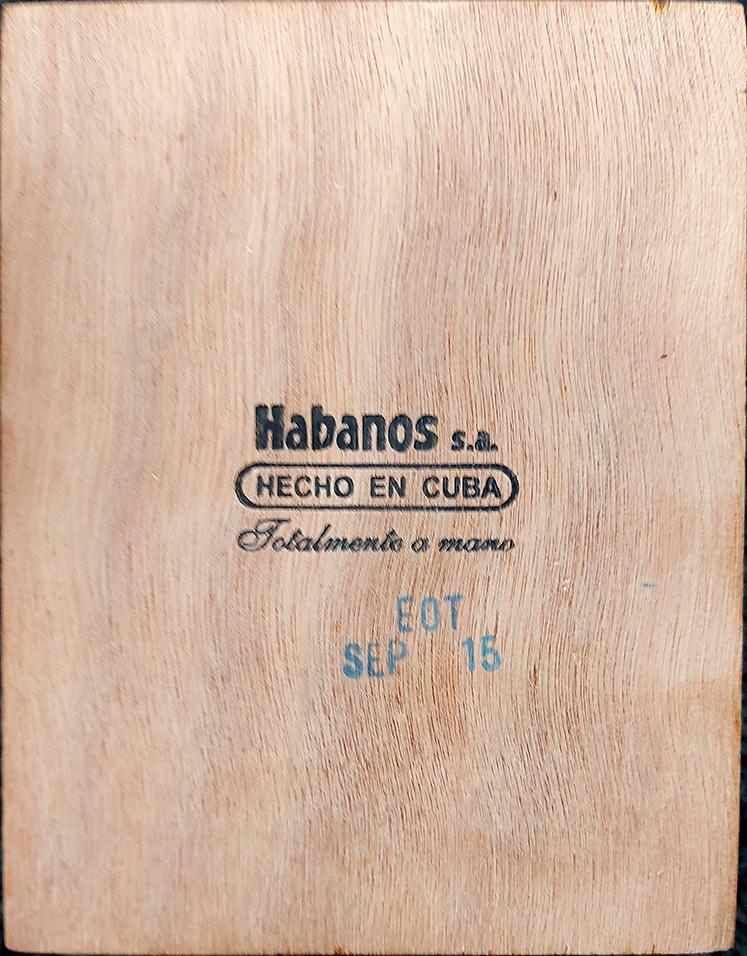 Habanos s.a.
HECHO EN CUBA
Totalmente a mano
EOT
SEP 15